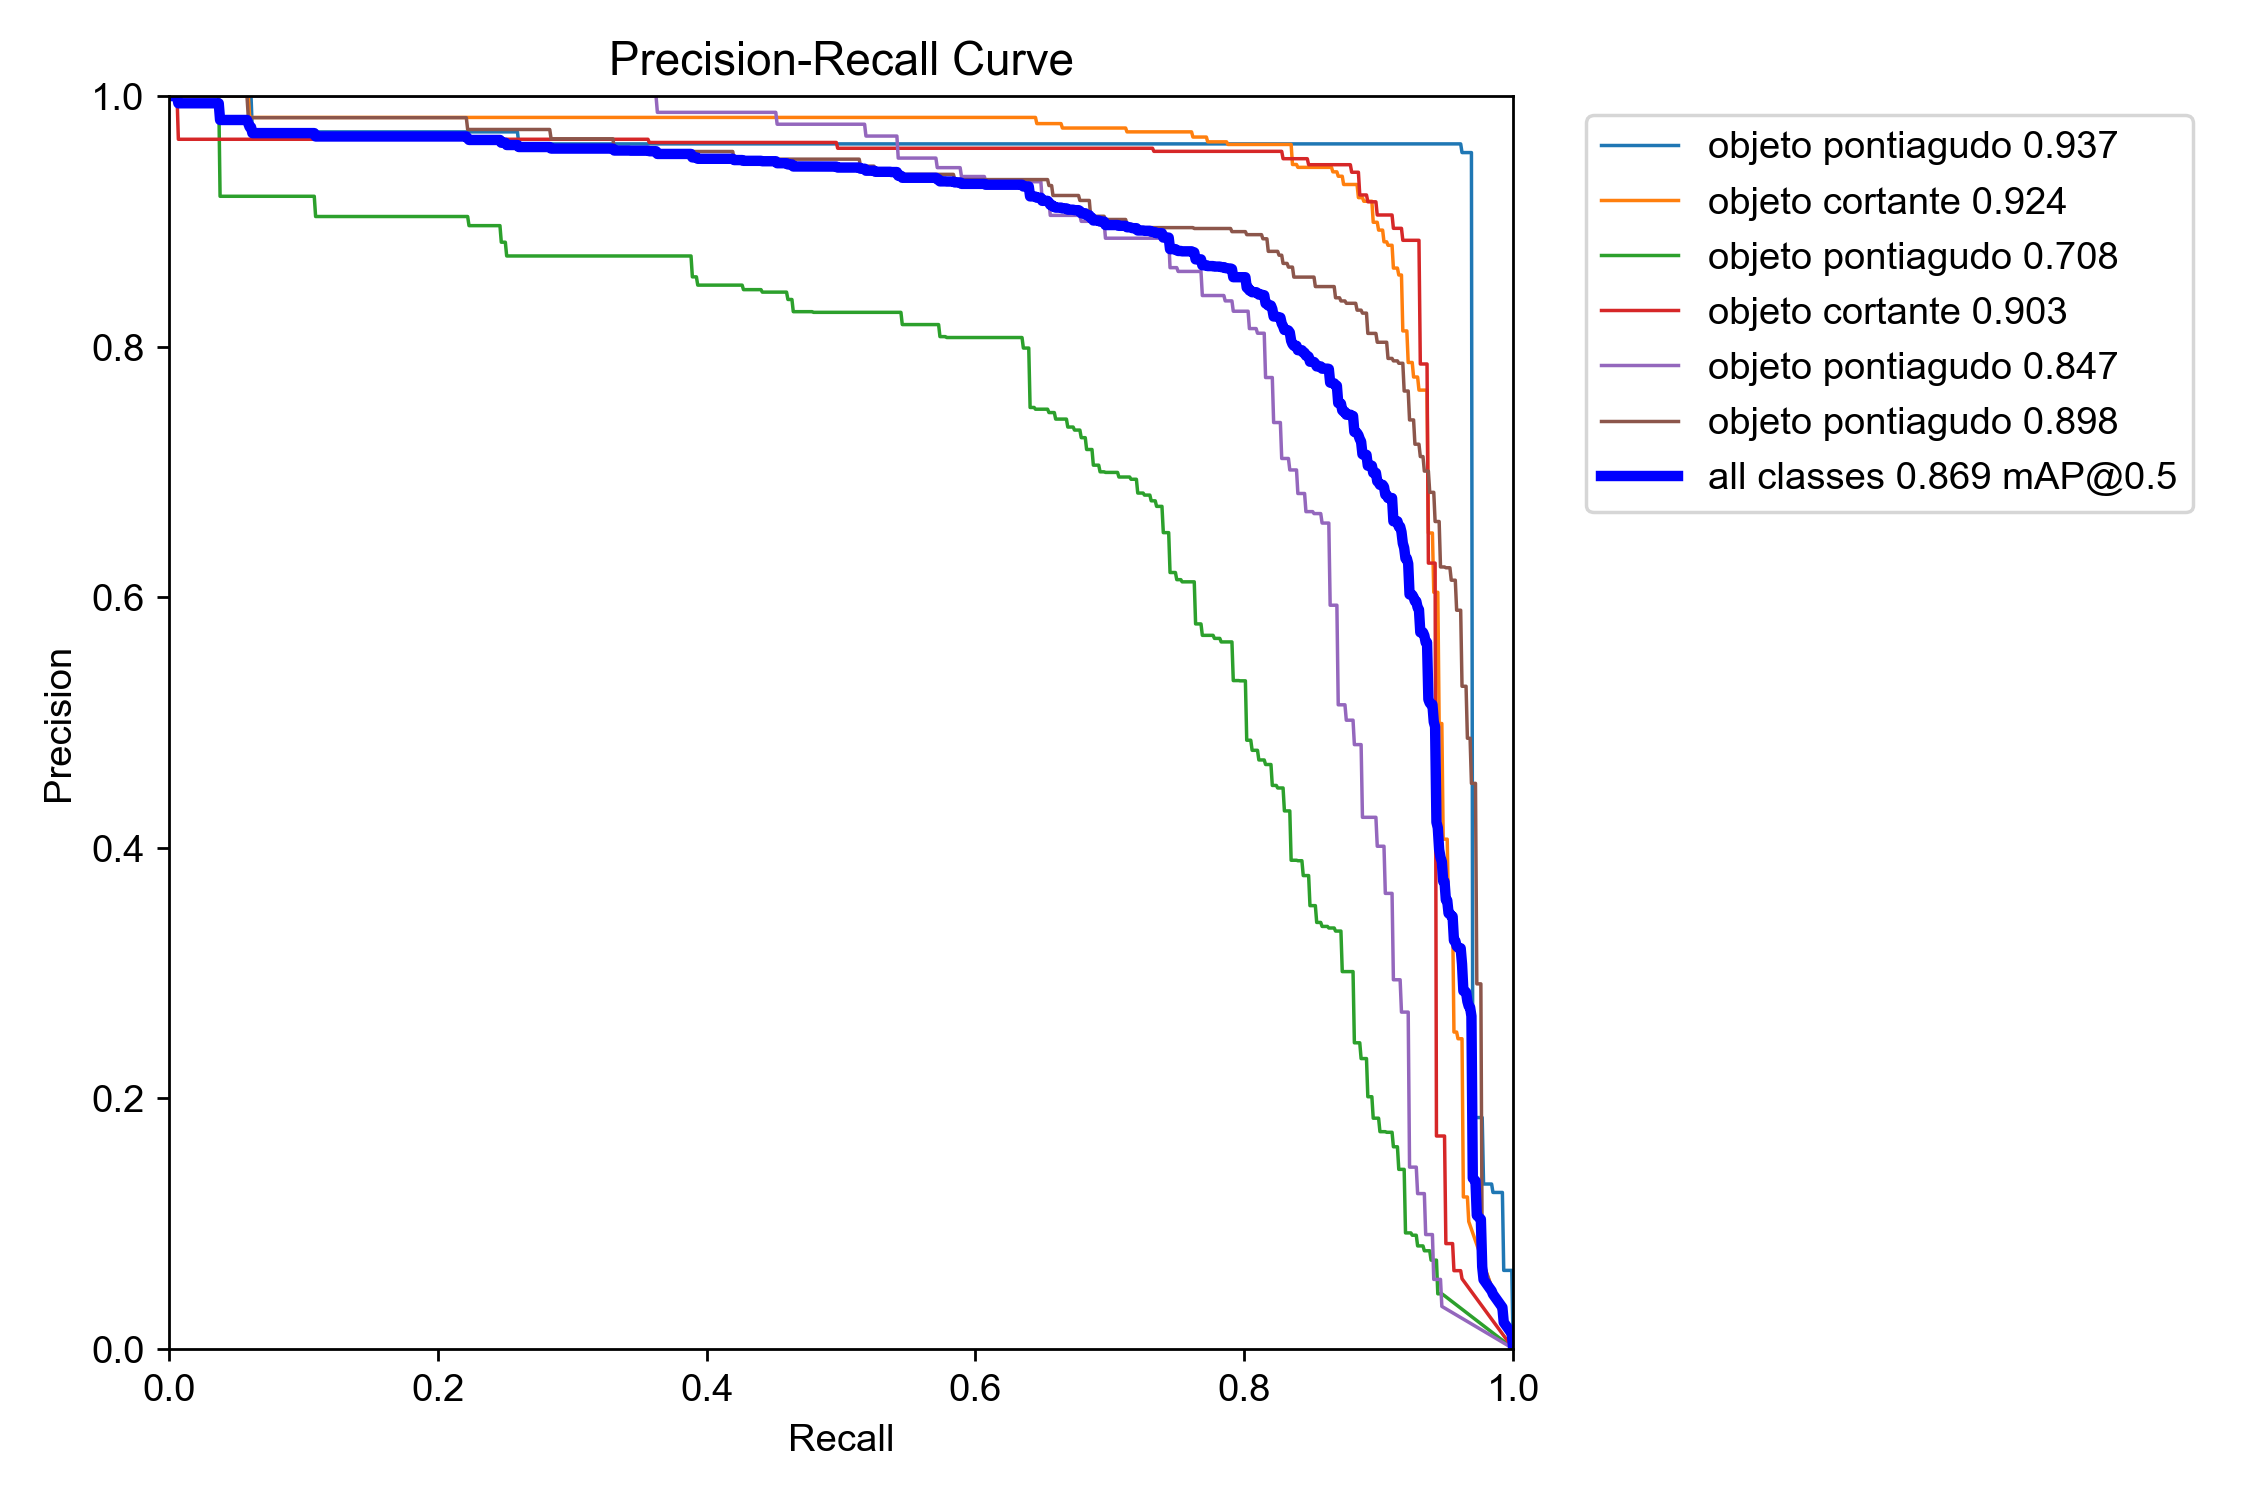 Precision-Recall Curve
1.0
0.8
0.6
0.4
0.2
0.0
Precision
0.0 0.2 0.4 0.6 0.8 1.0
Recall
objeto pontiagudo 0.937
objeto cortante 0.924
objeto pontiagudo 0.708
objeto cortante 0.903
objeto pontiagudo 0.847
objeto pontiagudo 0.898
all classes 0.869 mAP@0.5